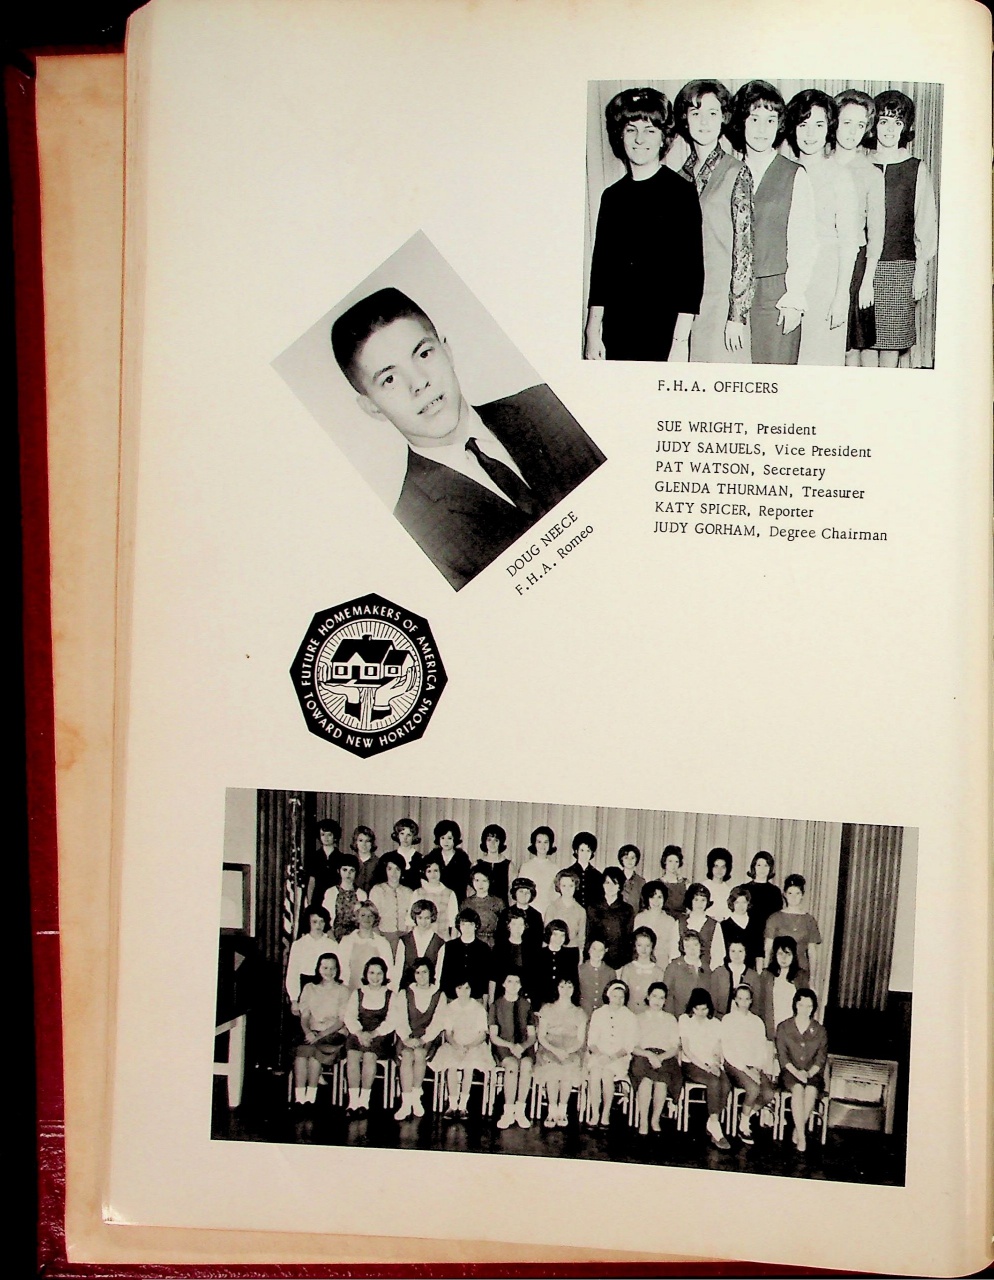 F.H.A. OFFICERS
SUE WRIGHT, President
JUDY SAMUELS, Vice President
PAT WATSON, Secretary
GLENDA THURMAN, Treasurer
KATY SPICER, Reporter
JUDY GORHAM, Degree Chairman
DOUG NEECE
F.H.A. Romeo
FUTURE HOMEMAKERS OF AMERICA
TOWARD NEW HORIZONS